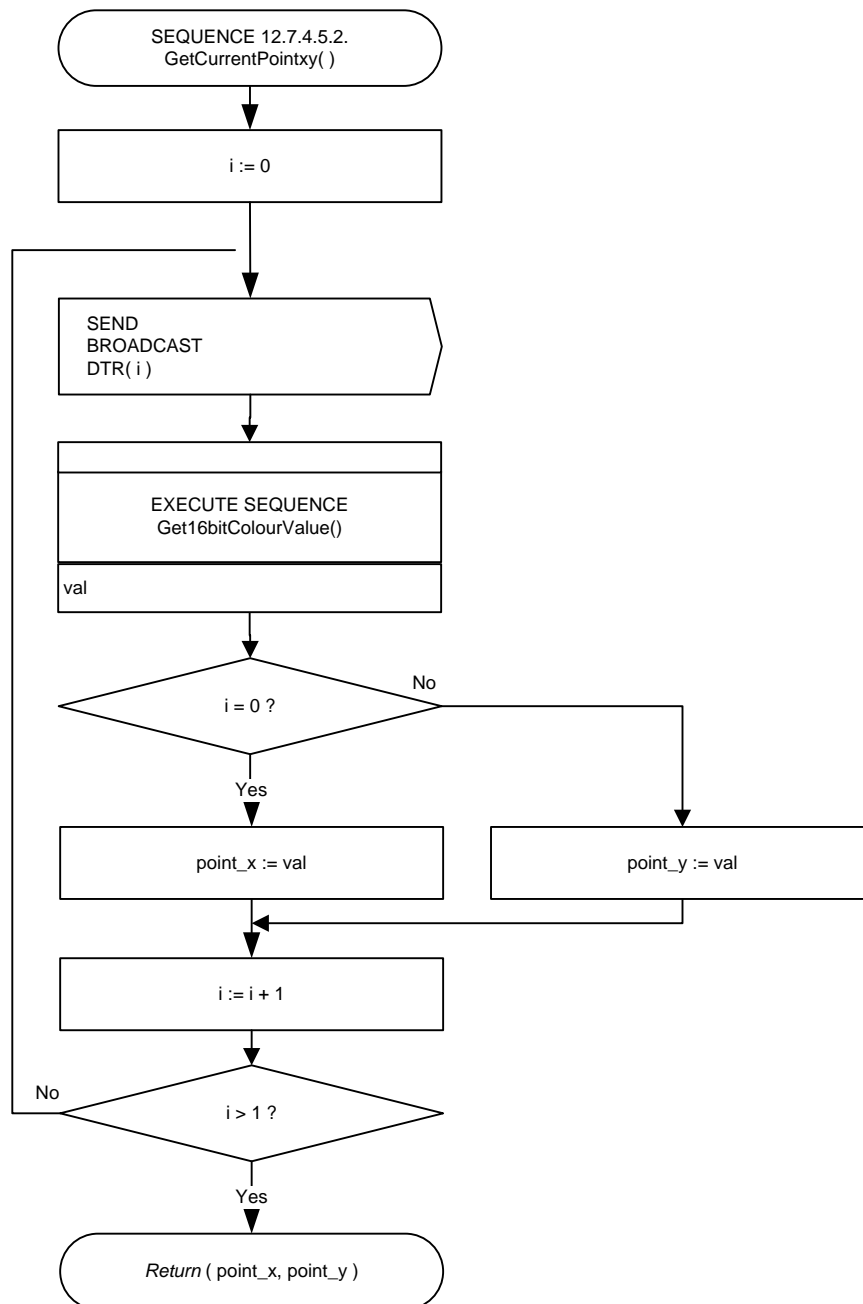 SEQUENCE 12.7.4.5.2.
GetCurrentPointxy( )
i := 0
SEND
BROADCAST
DTR( i )
EXECUTE SEQUENCE
Get16bitColourValue()
val
i = 0 ?
No
Yes
point_x := val
point_y := val
i := i + 1
No
i > 1 ?
Yes
Return ( point_x, point_y )